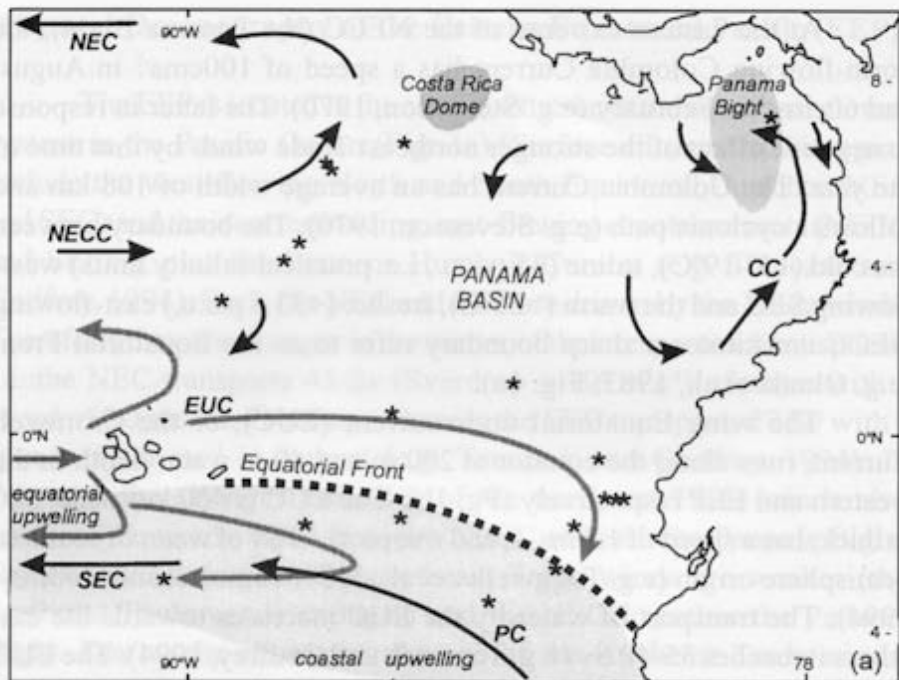 NEC
90°W
8
Costa Rica
Dome
Panama
Bight
NECC
PANAMA
BASIN
4
CC
EUC
0°N
0°N
Equatorial Front
equatorial
upwelling
SEC
PC
4
(a)
90°W
coastal upwelling
78